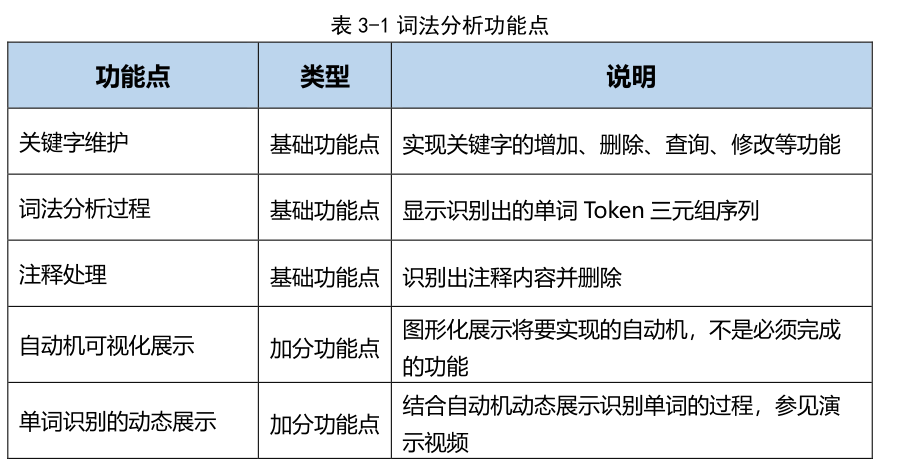 表 3-1 词法分析功能点
功能点 类型 说明
关键字维护 基础功能点 实现关键字的增加、删除、查询、修改等功能
词法分析过程 基础功能点 显示识别出的单词 Token 三元组序列
注释处理 基础功能点 识别出注释内容并删除
自动机可视化展示 加分功能点 图形化展示将要实现的自动机，不是必须完成
的功能
单词识别的动态展示 加分功能点 结合自动机动态展示识别单词的过程，参见演
示视频